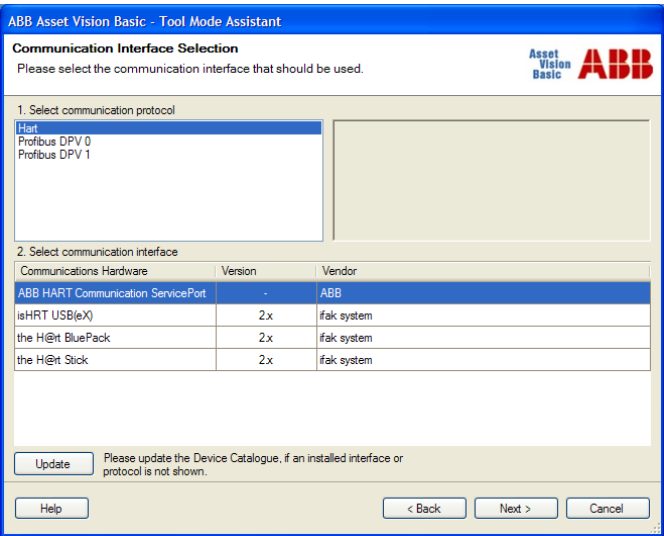 ABB Asset Vision Basic - Tool Mode Assistant
Communication Interface Selection
Please select the communication interface that should be used.
Asset
Vision
Basic
ABB
1. Select communication protocol
Hart
Profibus DPV 0
Profibus DPV 1
2. Select communication interface
Communications Hardware Version Vendor
ABB HART Communication ServicePort - ABB
isHRT USB(eX) 2.x ifak system
the H@rt BluePack 2.x ifak system
the H@rt Stick 2.x ifak system
Update
Please update the Device Catalogue, if an installed interface or
protocol is not shown.
Help < Back Next > Cancel